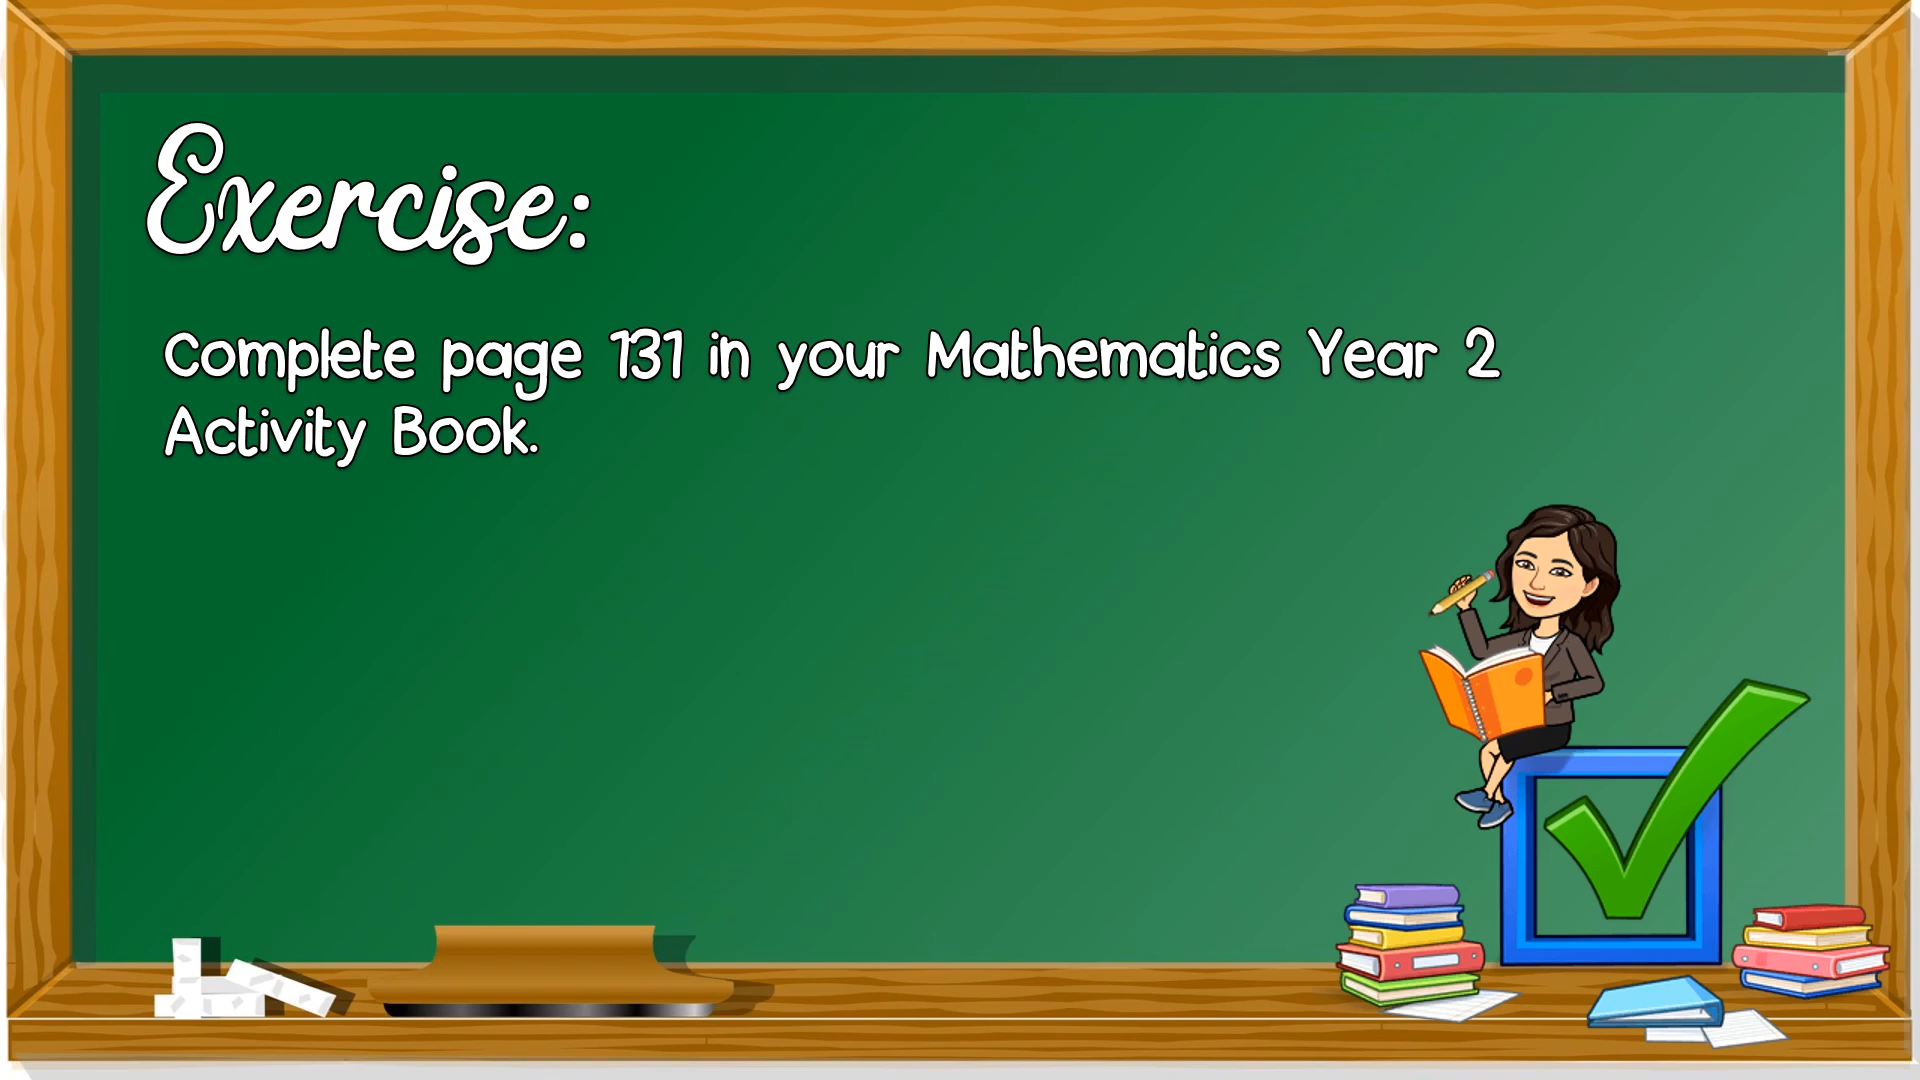 Exercise:
Complete page 131 in your Mathematics Year 2
Activity Book.